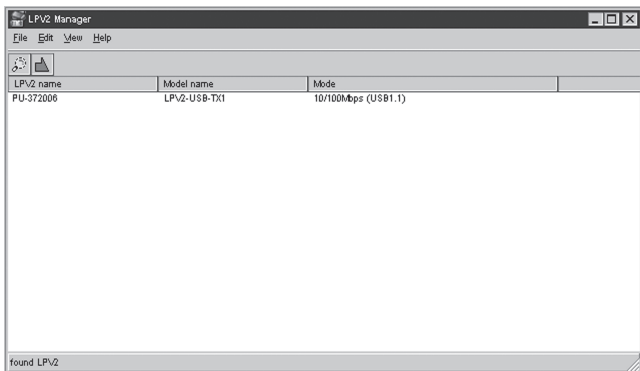 LPV2 Manager
File Edit View Help
LPV2 name Model name Mode
PU-372006 LPV2-USB-TX1 10/100Mbps (USB1.1)
found LPV2